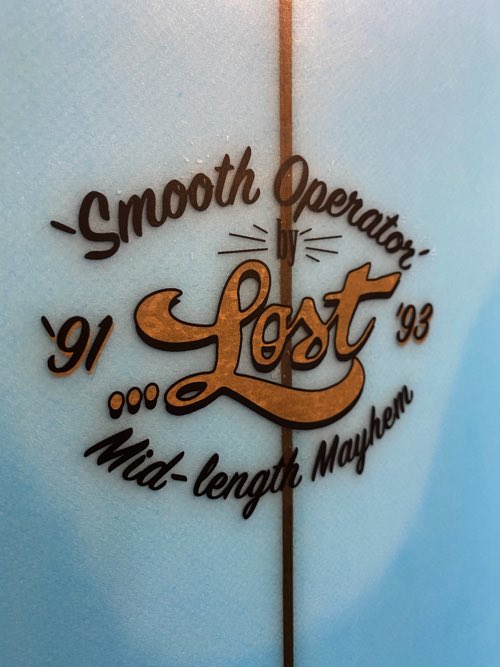 'Smooth Operator'
by
'91 ...Lost '93
Mid-length Mayhem